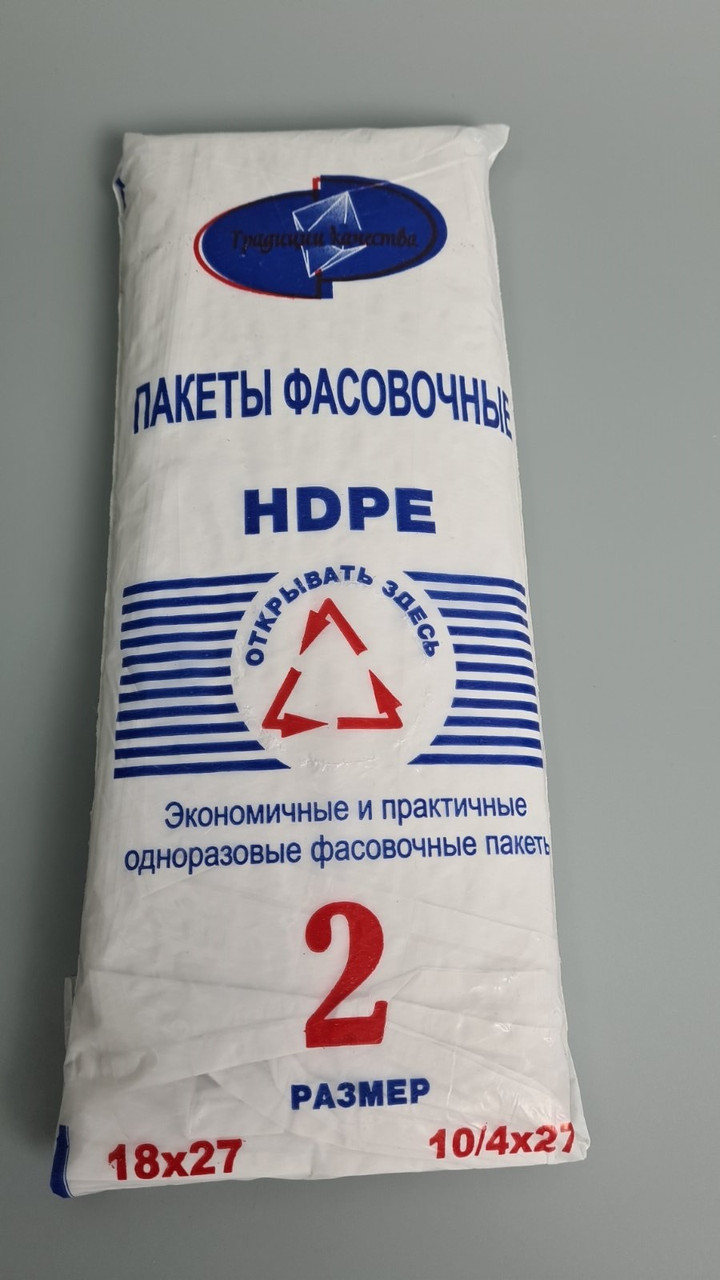 Традиции качества
ПАКЕТЫ ФАСОВОЧНЫЕ
HDPE
ОТКРЫВАТЬ ЗДЕСЬ
Экономичные и практичные
одноразовые фасовочные пакеты
2
РАЗМЕР
18x27
10/4x27